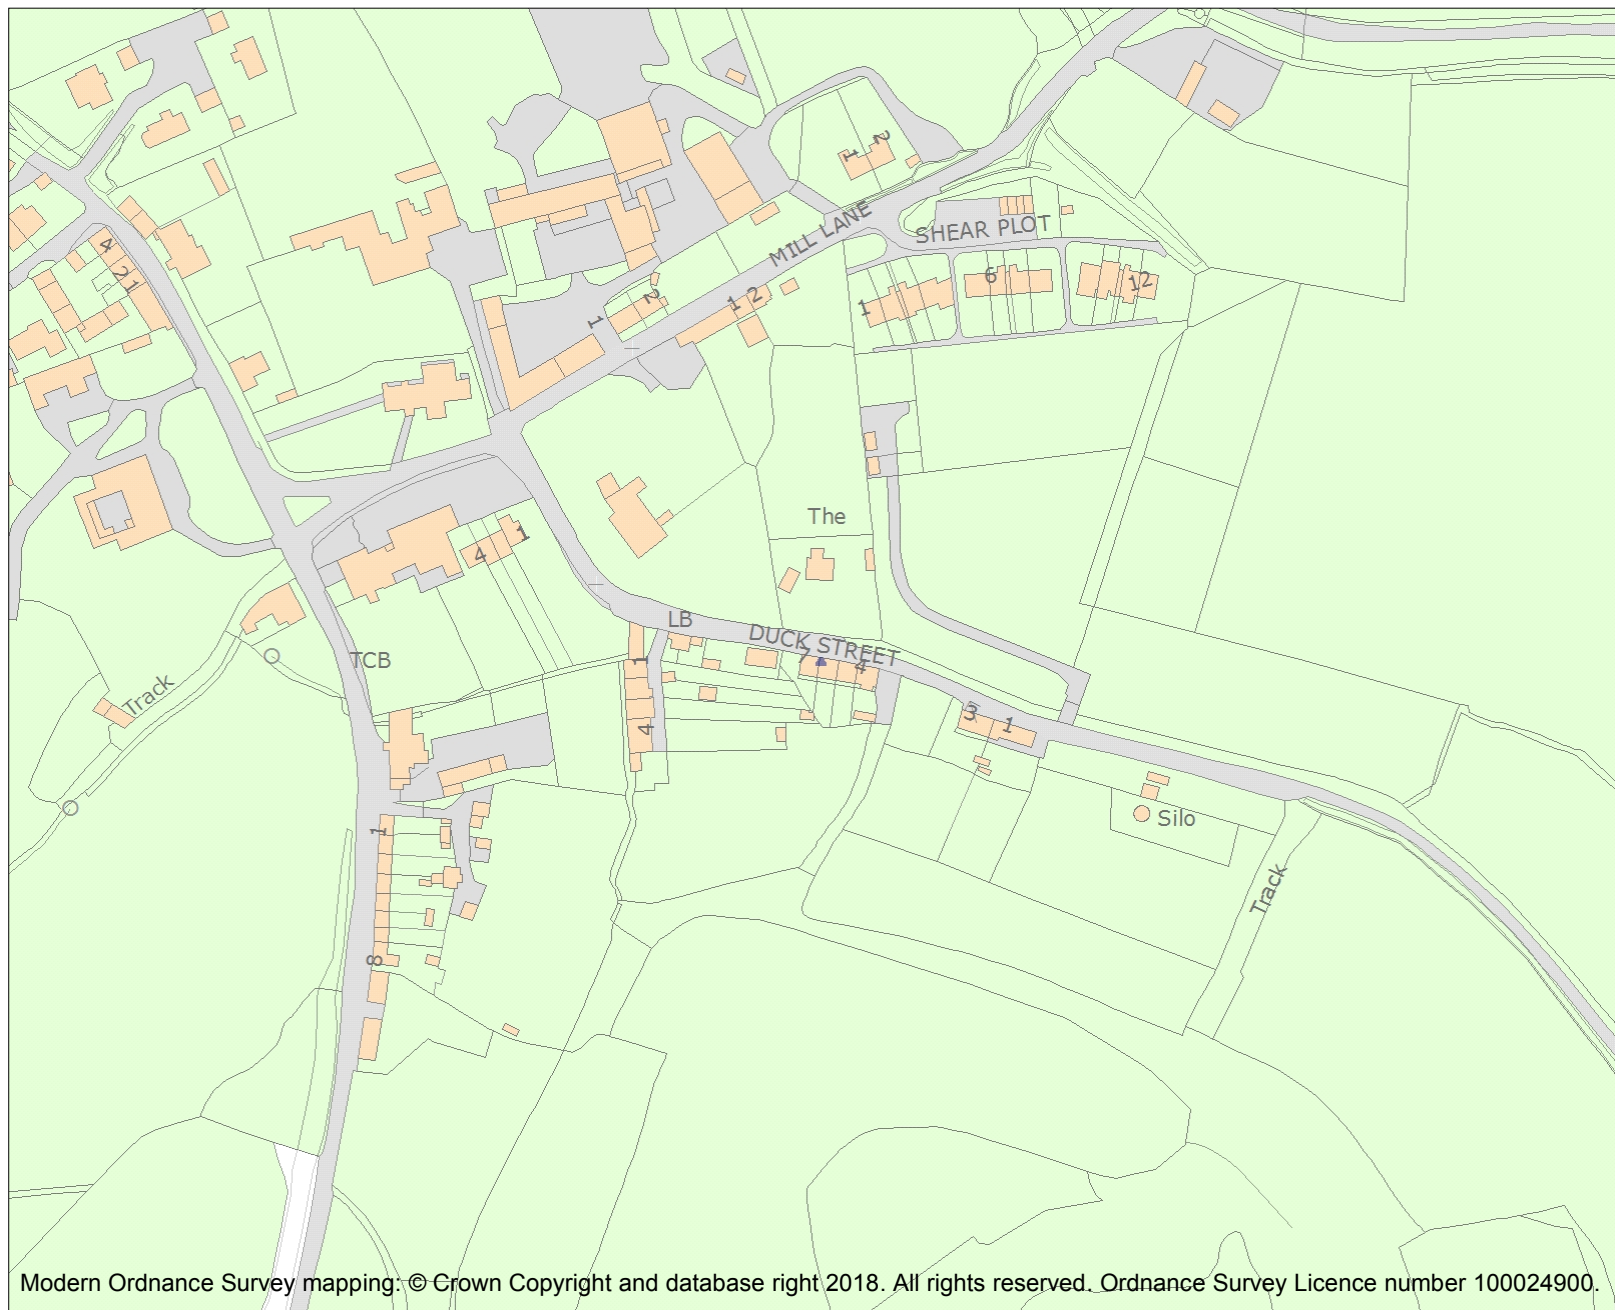 2
1
MILL LANE
SHEAR PLOT
4
2
1
6
12
1
2
1
2
1
The
1
4
LB
DUCK STREET
TCB
1
7
4
Track
3
1
4
Silo
1
Track
8
Modern Ordnance Survey mapping: © Crown Copyright and database right 2018. All rights reserved. Ordnance Survey Licence number 100024900.